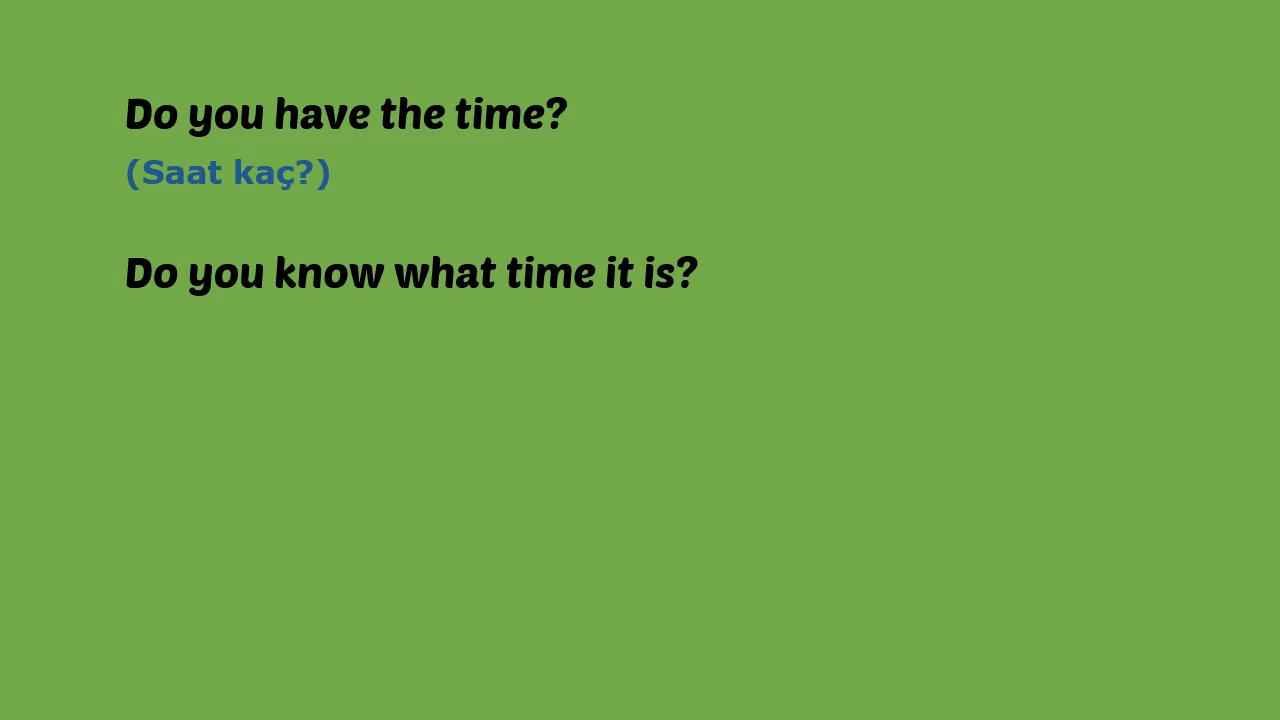 Do you have the time?
(Saat kaç?)
Do you know what time it is?